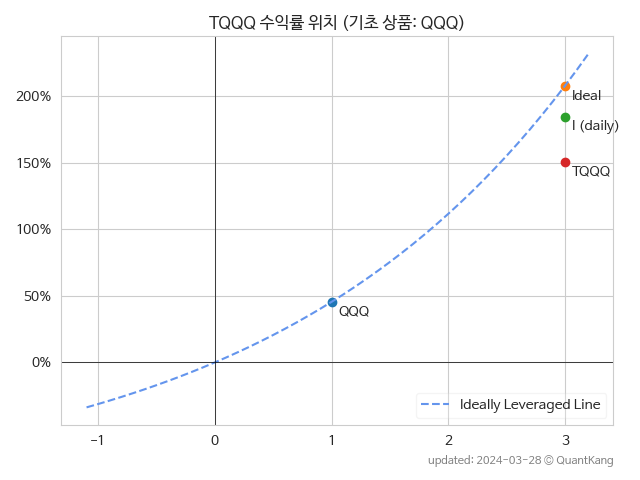 TQQQ 수익률 위치 (기초 상품: QQQ)
200%
150%
100%
50%
0%
Ideal
I (daily)
TQQQ
QQQ
Ideally Leveraged Line
−1
0
1
2
3
updated: 2024-03-28 © QuantKang